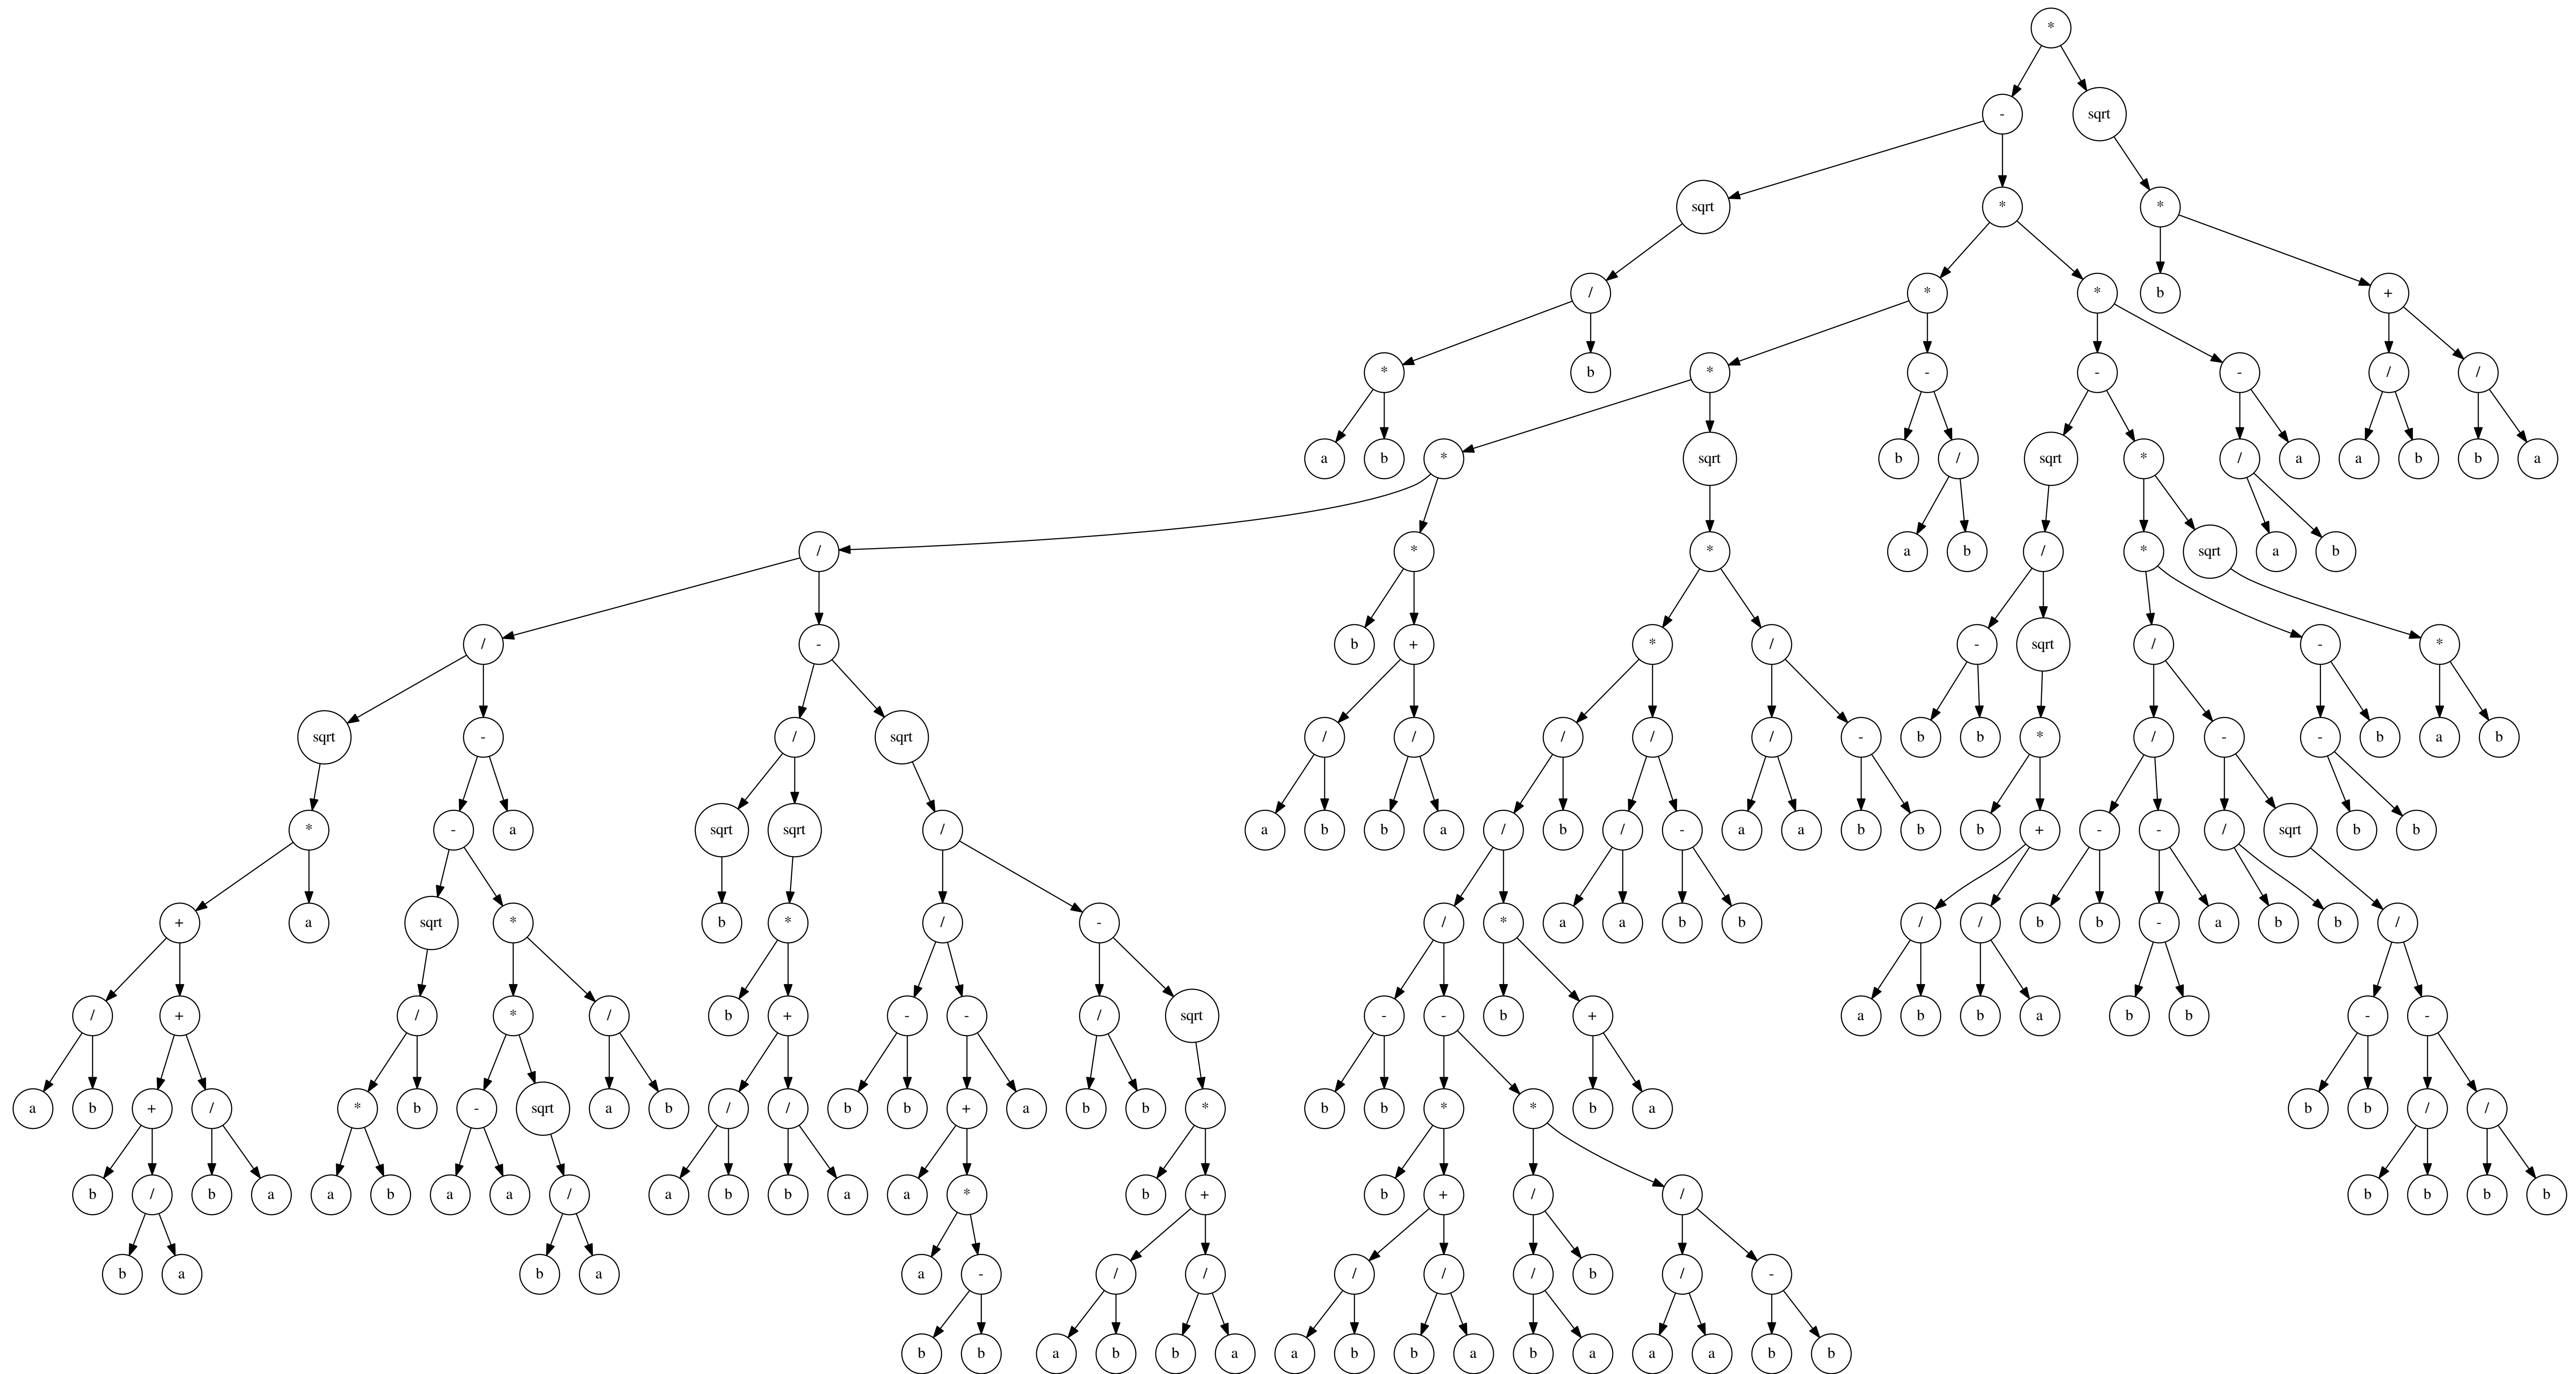 *
- sqrt
sqrt * *
/ * * b +
* b * - - - / /
a b * sqrt b / sqrt * / a a b b a
/ * * a b / * sqrt a b
/ - b + * / - sqrt / - *
sqrt - / sqrt / / / / / - b b * / - - b a b
* - a sqrt sqrt / a b b a / b / - a a b b b + - - / sqrt b b
+ a sqrt * b * / - / * a a b b / / b b - a b b /
/ + / * / b + - - / sqrt - - b + a b b a b b - -
a b + / * b - sqrt a b / / b b + a b b * b b * * b a b b / /
b / b a a b a a / a b b a a * b + b + / / b b b b
b a b a a - / / / / / b / -
b b a b b a a b b a b a a a b b